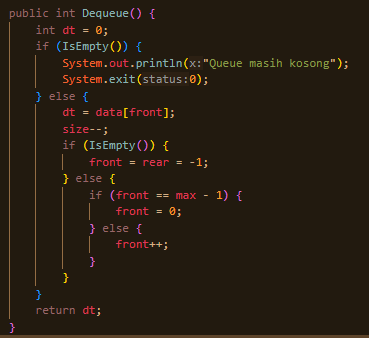 public int Dequeue() {
    int dt = 0;
    if (IsEmpty()) {
        System.out.println(x:"Queue masih kosong");
        System.exit(status:0);
    } else {
        dt = data[front];
        size--;
        if (IsEmpty()) {
            front = rear = -1;
        } else {
            if (front == max - 1) {
                front = 0;
            } else {
                front++;
            }
        }
    }
    return dt;
}